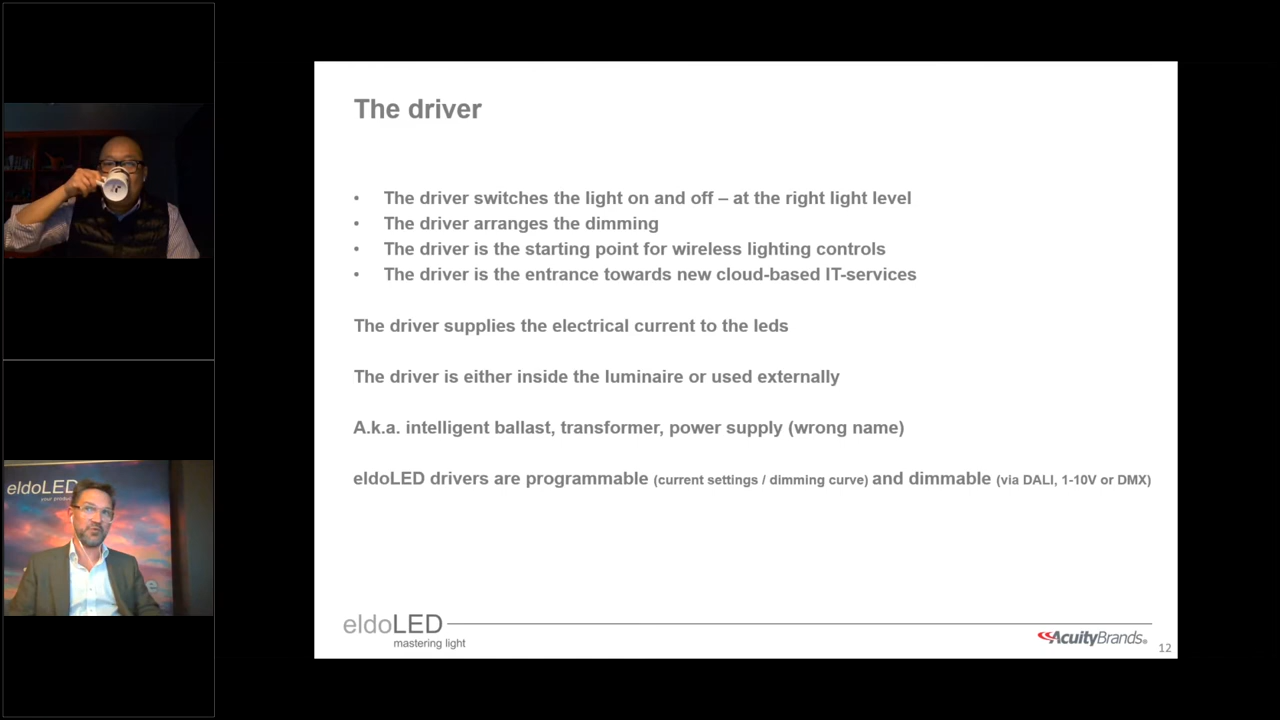 The driver
• The driver switches the light on and off – at the right light level
• The driver arranges the dimming
• The driver is the starting point for wireless lighting controls
• The driver is the entrance towards new cloud-based IT-services
The driver supplies the electrical current to the leds
The driver is either inside the luminaire or used externally
A.k.a. intelligent ballast, transformer, power supply (wrong name)
eldoLED drivers are programmable (current settings / dimming curve) and dimmable (via DALI, 1-10V or DMX)
eldoLED
mastering light
AcuityBrands®
12
eldoLED
your produc